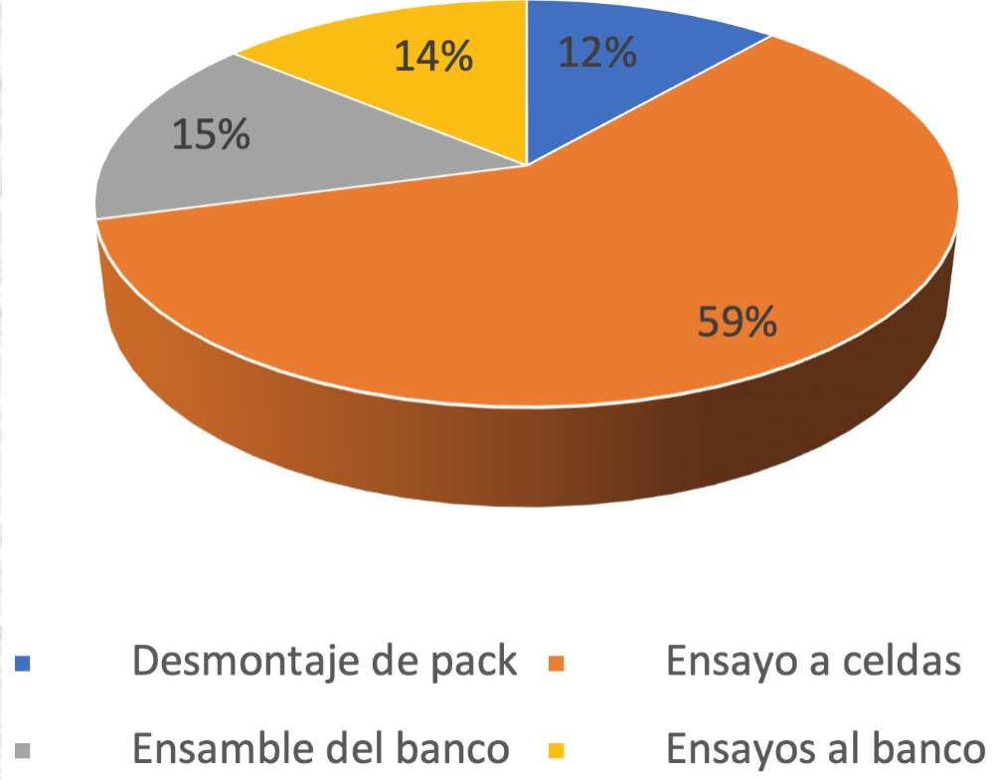 14% 12%
15%
59%
Desmontaje de pack Ensayo a celdas
Ensamble del banco Ensayos al banco